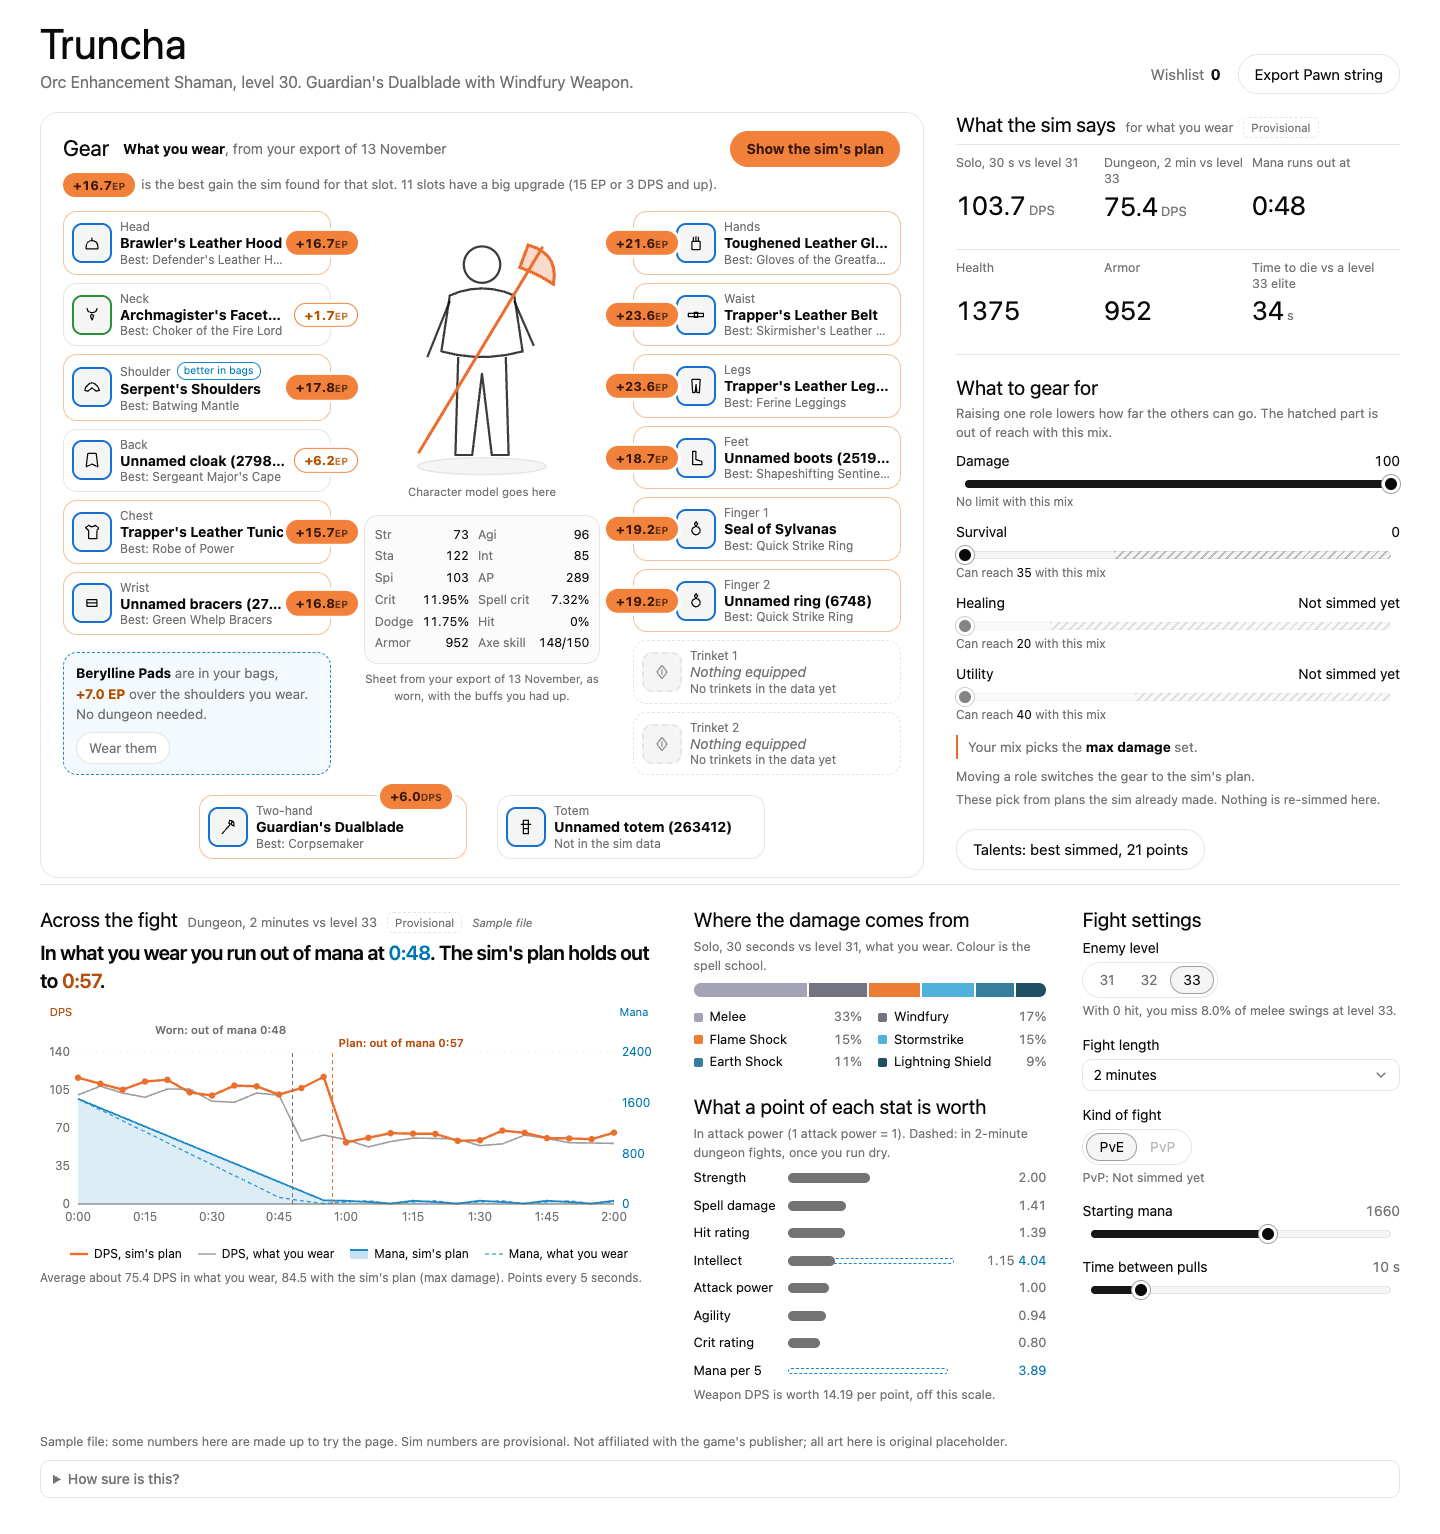 Truncha
Orc Enhancement Shaman, level 30. Guardian's Dualblade with Windfury Weapon.
Wishlist 0
Export Pawn string
Gear What you wear, from your export of 13 November
Show the sim's plan
+16.7EP is the best gain the sim found for that slot. 11 slots have a big upgrade (15 EP or 3 DPS and up).
Head
Brawler's Leather Hood
Best: Defender's Leather H...
+16.7EP
Neck
Archmagister's Facet...
Best: Choker of the Fire Lord
+1.7EP
Shoulder better in bags
Serpent's Shoulders
Best: Batwing Mantle
+17.8EP
Back
Unnamed cloak (2798...
Best: Sergeant Major's Cape
+6.2EP
Chest
Trapper's Leather Tunic
Best: Robe of Power
+15.7EP
Wrist
Unnamed bracers (27...
Best: Green Whelp Bracers
+16.8EP
Berylline Pads are in your bags,
+7.0 EP over the shoulders you wear.
No dungeon needed.
Wear them
Character model goes here
Str 73 Agi 96
Sta 122 Int 85
Spi 103 AP 289
Crit 11.95% Spell crit 7.32%
Dodge 11.75% Hit 0%
Armor 952 Axe skill 148/150
Sheet from your export of 13 November, as
worn, with the buffs you had up.
+21.6EP
Hands
Toughened Leather Gl...
Best: Gloves of the Greatfa...
+23.6EP
Waist
Trapper's Leather Belt
Best: Skirmisher's Leather ...
+23.6EP
Legs
Trapper's Leather Leg...
Best: Ferine Leggings
+18.7EP
Feet
Unnamed boots (2519...
Best: Shapeshifting Sentine...
+19.2EP
Finger 1
Seal of Sylvanas
Best: Quick Strike Ring
+19.2EP
Finger 2
Unnamed ring (6748)
Best: Quick Strike Ring
Trinket 1
Nothing equipped
No trinkets in the data yet
Trinket 2
Nothing equipped
No trinkets in the data yet
+6.0DPS
Two-hand
Guardian's Dualblade
Best: Corpsemaker
Totem
Unnamed totem (263412)
Not in the sim data
What the sim says for what you wear Provisional
Solo, 30 s vs level 31
103.7 DPS
Dungeon, 2 min vs level
33
75.4 DPS
Mana runs out at
0:48
Health
1375
Armor
952
Time to die vs a level
33 elite
34 s
What to gear for
Raising one role lowers how far the others can go. The hatched part is
out of reach with this mix.
Damage 100
No limit with this mix
Survival 0
Can reach 35 with this mix
Healing Not simmed yet
Can reach 20 with this mix
Utility Not simmed yet
Can reach 40 with this mix
Your mix picks the max damage set.
Moving a role switches the gear to the sim's plan.
These pick from plans the sim already made. Nothing is re-simmed here.
Talents: best simmed, 21 points
Across the fight Dungeon, 2 minutes vs level 33 Provisional Sample file
In what you wear you run out of mana at 0:48. The sim's plan holds out
to 0:57.
DPS Mana
Worn: out of mana 0:48
Plan: out of mana 0:57
140 2400
105
1600
70
800
35
0 0
0:00 0:15 0:30 0:45 1:00 1:15 1:30 1:45 2:00
DPS, sim's plan DPS, what you wear Mana, sim's plan Mana, what you wear
Average about 75.4 DPS in what you wear, 84.5 with the sim's plan (max damage). Points every 5 seconds.
Where the damage comes from
Solo, 30 seconds vs level 31, what you wear. Colour is the
spell school.
Melee 33% Windfury 17%
Flame Shock 15% Stormstrike 15%
Earth Shock 11% Lightning Shield 9%
What a point of each stat is worth
In attack power (1 attack power = 1). Dashed: in 2-minute
dungeon fights, once you run dry.
Strength 2.00
Spell damage 1.41
Hit rating 1.39
Intellect 1.15 4.04
Attack power 1.00
Agility 0.94
Crit rating 0.80
Mana per 5 3.89
Weapon DPS is worth 14.19 per point, off this scale.
Fight settings
Enemy level
31 32 33
With 0 hit, you miss 8.0% of melee swings at level 33.
Fight length
2 minutes
Kind of fight
PvE PvP
PvP: Not simmed yet
Starting mana 1660
Time between pulls 10 s
Sample file: some numbers here are made up to try the page. Sim numbers are provisional. Not affiliated with the game's publisher; all art here is original placeholder.
How sure is this?